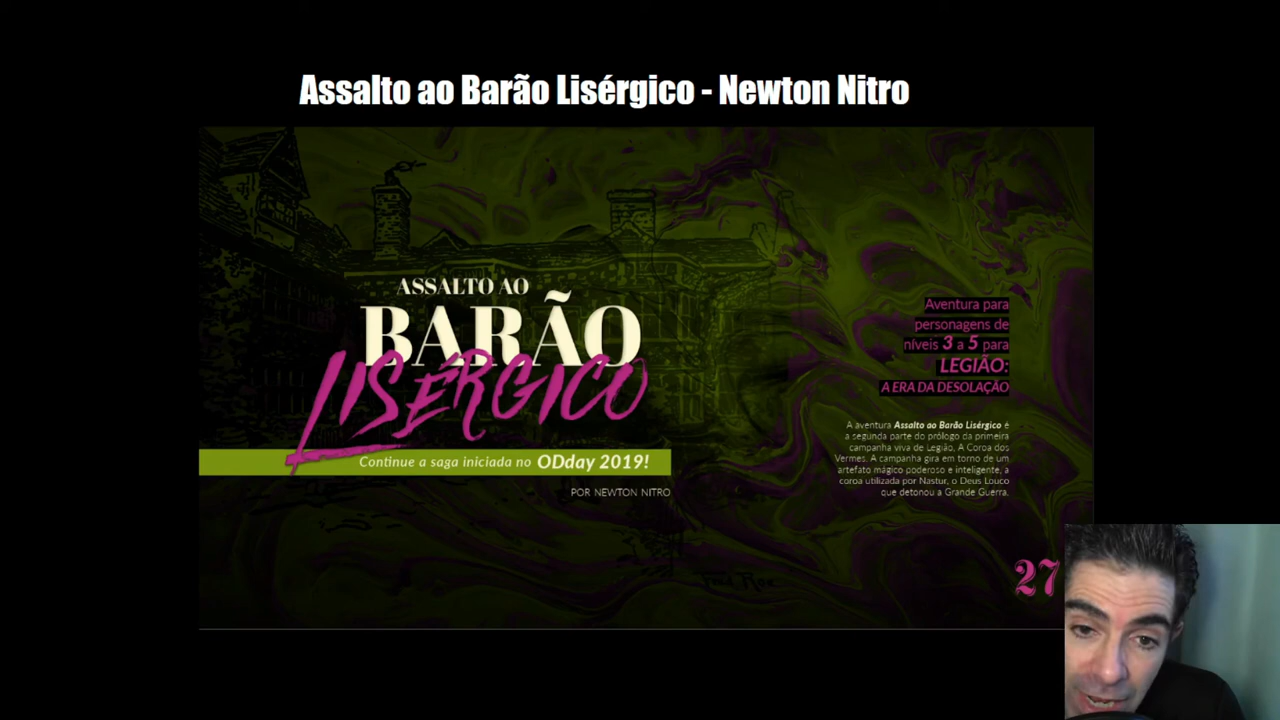 Assalto ao Barão Lisérgico - Newton Nitro
ASSALTO AO
BARÃO
LISÉRGICO
Continue a saga iniciada no ODday 2019!
POR NEWTON NITRO
Aventura para
personagens de
níveis 3 a 5 para
LEGIÃO:
A ERA DA DESOLAÇÃO
A aventura Assalto ao Barão Lisérgico é
a segunda parte do prólogo da primeira
campanha viva de Legião, A Coroa dos
Vermes. A campanha gira em torno de um
artefato mágico poderoso e inteligente, a
coroa utilizada por Nastur, o Deus Louco
que detonou a Grande Guerra.
27